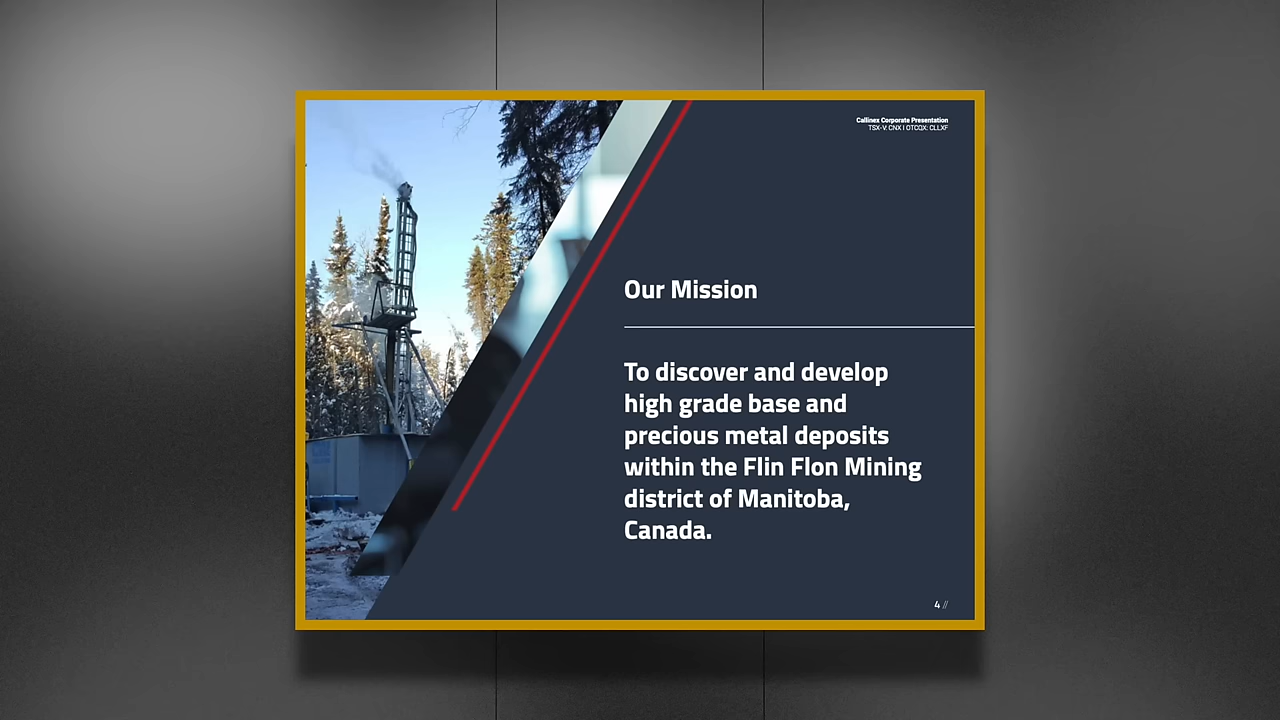 Callinex Corporate Presentation
TSX-V: CNX I OTCQX: CLLXF
Our Mission
To discover and develop
high grade base and
precious metal deposits
within the Flin Flon Mining
district of Manitoba,
Canada.
4 //